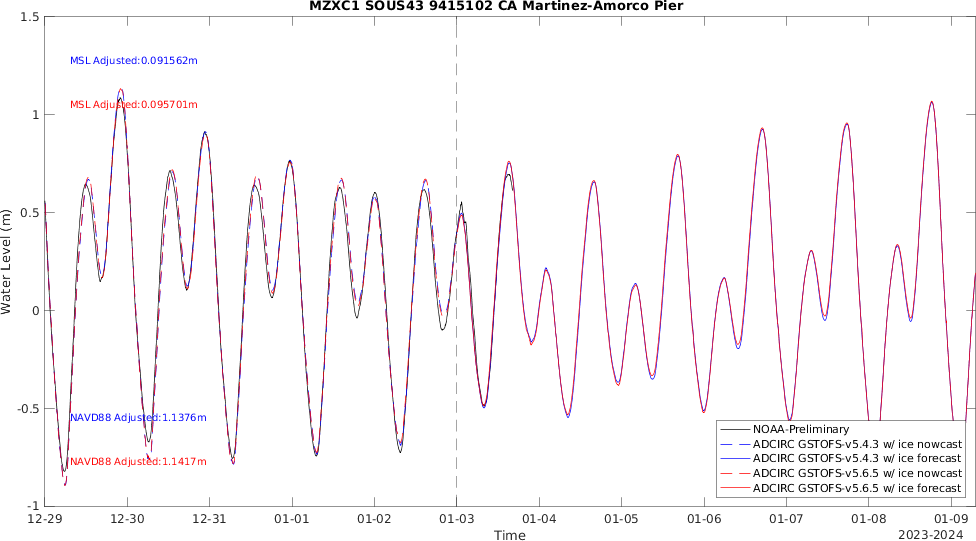 MZXC1 SOUS43 9415102 CA Martinez-Amorco Pier
1.5
1
0.5
0
-0.5
-1
Water Level (m)
MSL Adjusted:0.091562m
MSL Adjusted:0.095701m
NAVD88 Adjusted:1.1376m
NAVD88 Adjusted:1.1417m
NOAA-Preliminary
ADCIRC GSTOFS-v5.4.3 w/ ice nowcast
ADCIRC GSTOFS-v5.4.3 w/ ice forecast
ADCIRC GSTOFS-v5.6.5 w/ ice nowcast
ADCIRC GSTOFS-v5.6.5 w/ ice forecast
12-29 12-30 12-31 01-01 01-02 01-03 01-04 01-05 01-06 01-07 01-08 01-09
Time
2023-2024